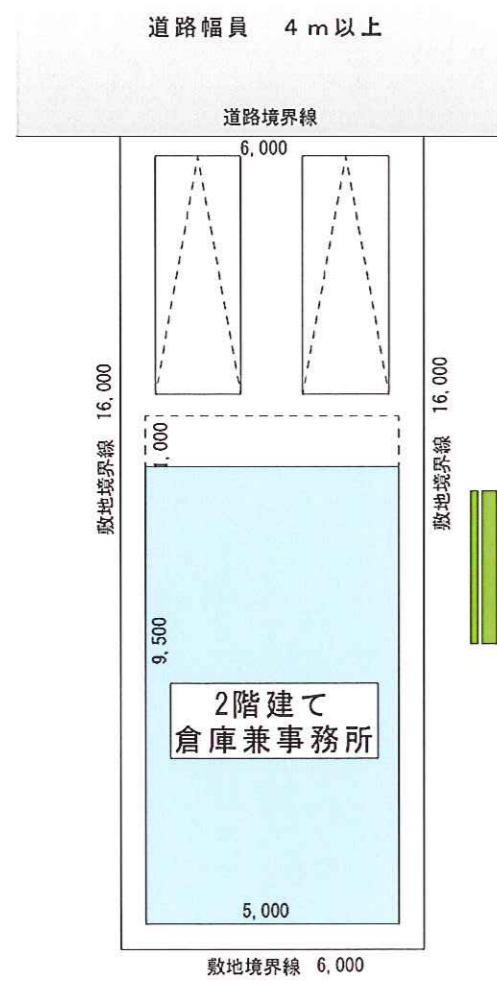 道路幅員　4m以上
道路境界線
6,000
敷地境界線　16,000
敷地境界線　16,000
1,000
9,500
2階建て
倉庫兼事務所
5,000
敷地境界線　6,000